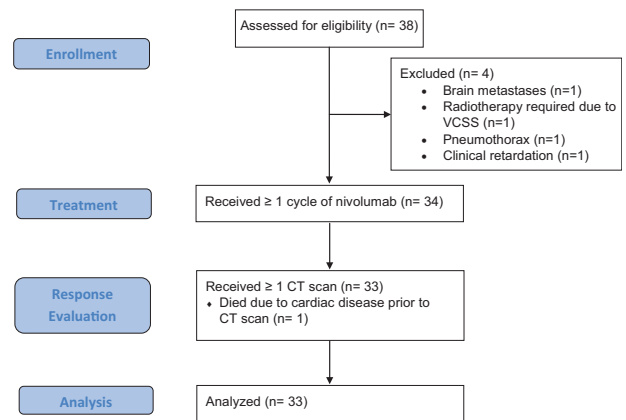 Assessed for eligibility (n= 38)
Enrollment
Excluded (n= 4)
• Brain metastases (n=1)
• Radiotherapy required due to
VCSS (n=1)
• Pneumothorax (n=1)
• Clinical retardation (n=1)
Treatment
Received ≥ 1 cycle of nivolumab (n= 34)
Response
Evaluation
Received ≥ 1 CT scan (n= 33)
♦ Died due to cardiac disease prior to
CT scan (n= 1)
Analysis
Analyzed (n= 33)